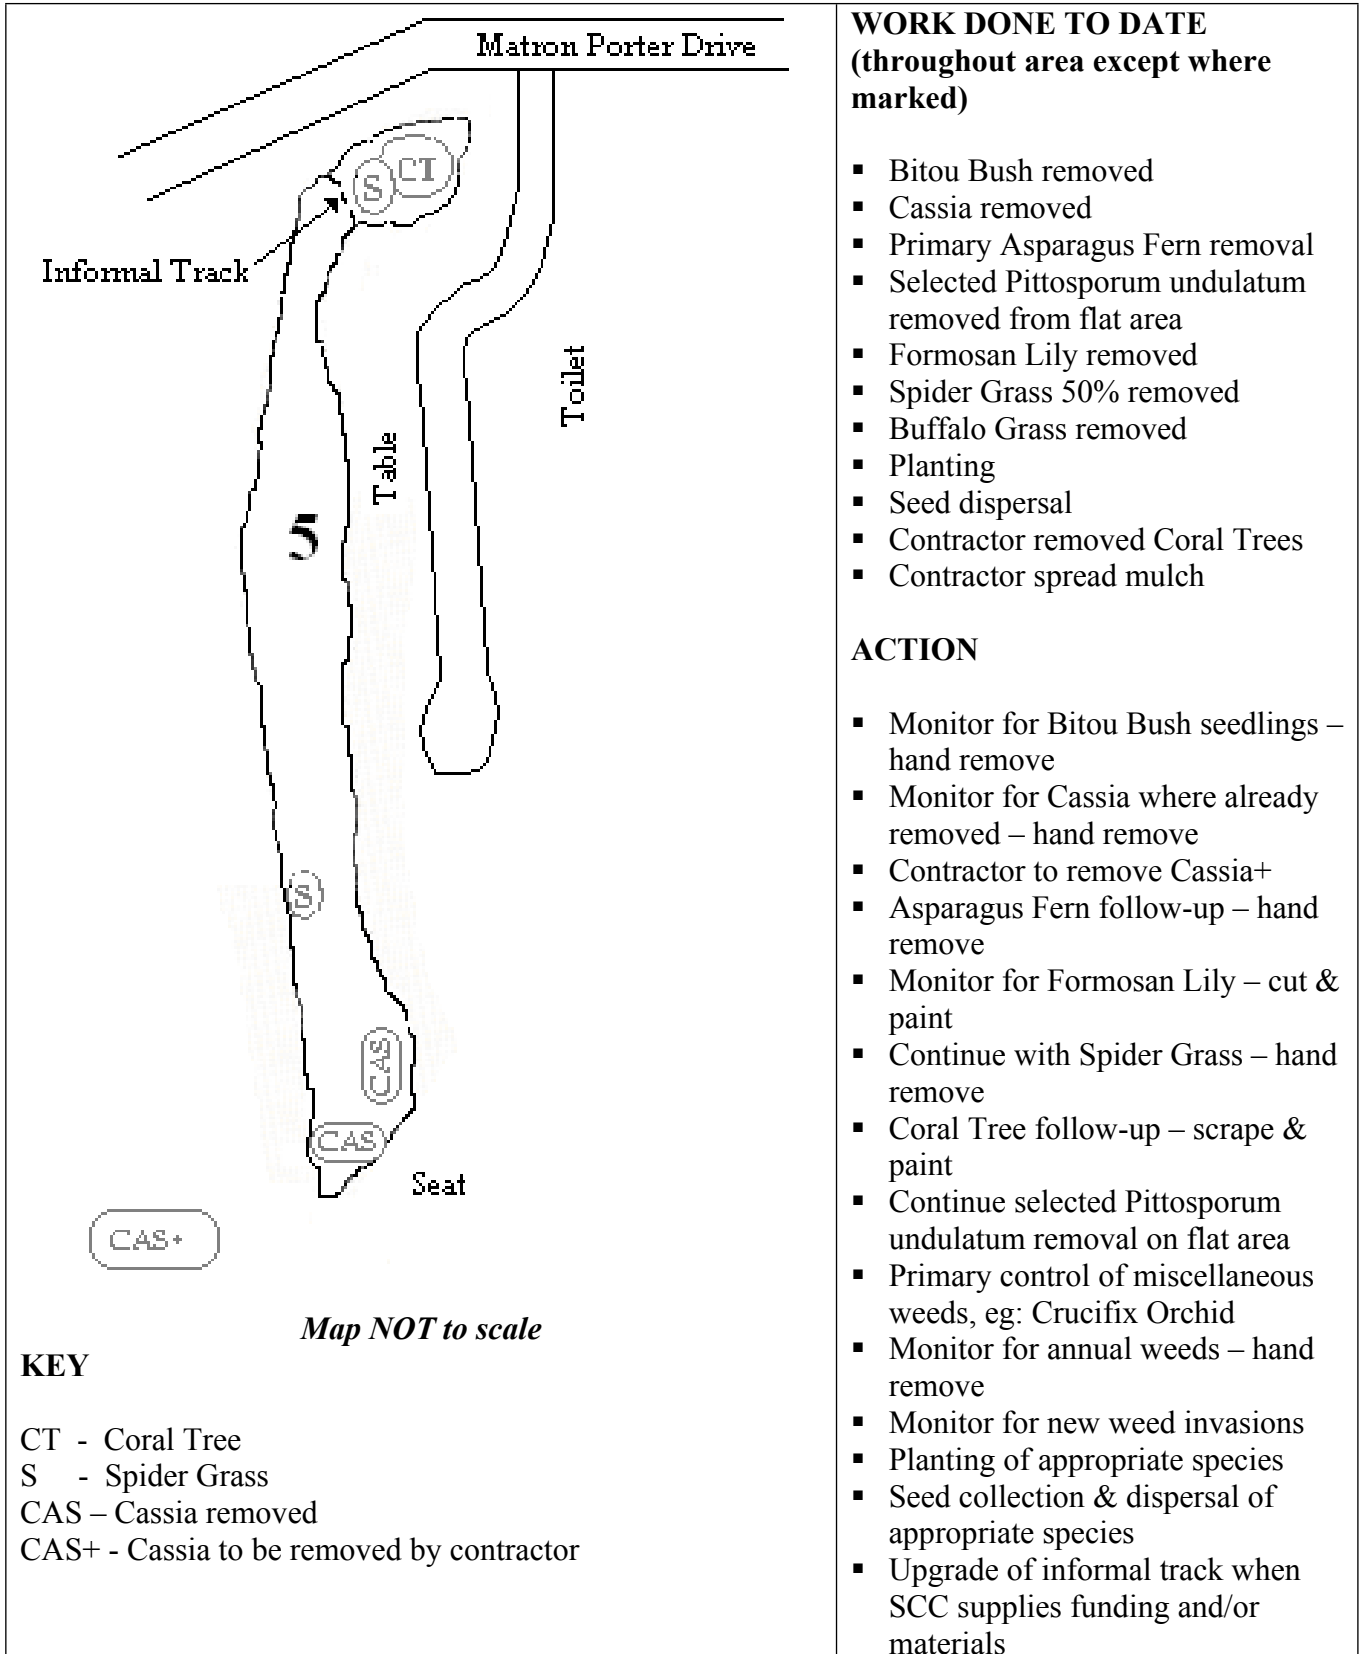 Matron Porter Drive
CT
S
Informal Track
Toilet
Table
5
S
CAS
CAS
Seat
CAS+
Map NOT to scale
KEY
CT - Coral Tree
S - Spider Grass
CAS – Cassia removed
CAS+ - Cassia to be removed by contractor
WORK DONE TO DATE
(throughout area except where
marked)
▪ Bitou Bush removed
▪ Cassia removed
▪ Primary Asparagus Fern removal
▪ Selected Pittosporum undulatum
removed from flat area
▪ Formosan Lily removed
▪ Spider Grass 50% removed
▪ Buffalo Grass removed
▪ Planting
▪ Seed dispersal
▪ Contractor removed Coral Trees
▪ Contractor spread mulch
ACTION
▪ Monitor for Bitou Bush seedlings –
hand remove
▪ Monitor for Cassia where already
removed – hand remove
▪ Contractor to remove Cassia+
▪ Asparagus Fern follow-up – hand
remove
▪ Monitor for Formosan Lily – cut &
paint
▪ Continue with Spider Grass – hand
remove
▪ Coral Tree follow-up – scrape &
paint
▪ Continue selected Pittosporum
undulatum removal on flat area
▪ Primary control of miscellaneous
weeds, eg: Crucifix Orchid
▪ Monitor for annual weeds – hand
remove
▪ Monitor for new weed invasions
▪ Planting of appropriate species
▪ Seed collection & dispersal of
appropriate species
▪ Upgrade of informal track when
SCC supplies funding and/or
materials